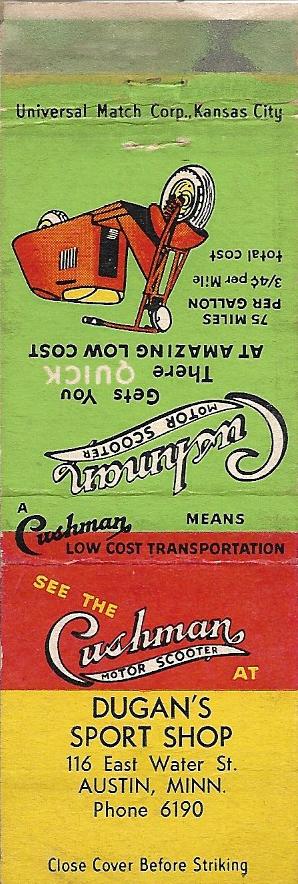 Universal Match Corp., Kansas City
Cushman
MOTOR SCOOTER
Gets You
There QUICK
AT AMAZING LOW COST
75 MILES
PER GALLON
3/4¢ per Mile
total cost
A
Cushman MEANS
LOW COST TRANSPORTATION
SEE THE
Cushman
MOTOR SCOOTER
AT
DUGAN'S
SPORT SHOP
116 East Water St.
AUSTIN, MINN.
Phone 6190
Close Cover Before Striking